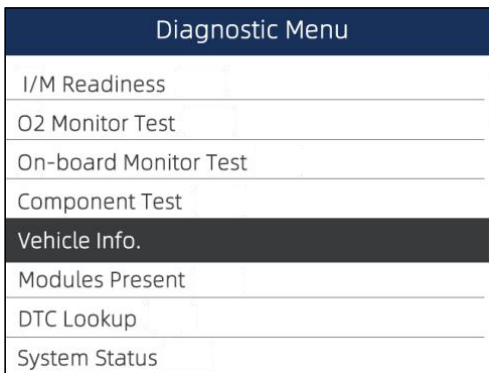 Diagnostic Menu
I/M Readiness
O2 Monitor Test
On-board Monitor Test
Component Test
Vehicle Info.
Modules Present
DTC Lookup
System Status